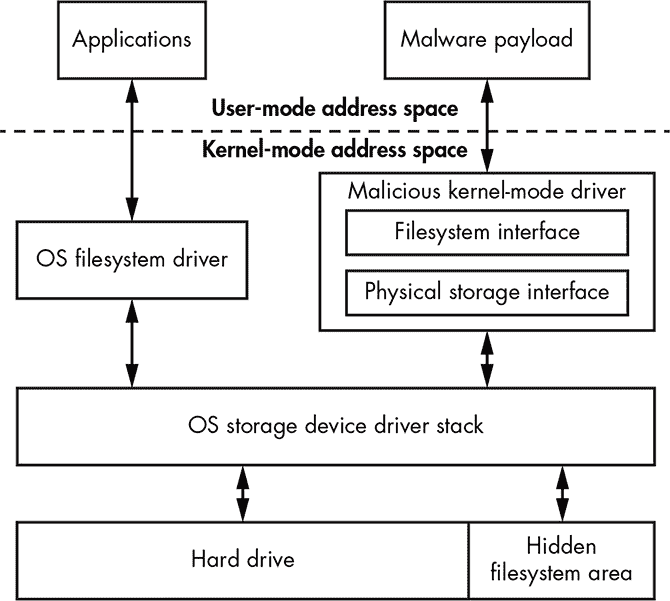 Applications
Malware payload
User-mode address space
Kernel-mode address space
Malicious kernel-mode driver
Filesystem interface
OS filesystem driver
Physical storage interface
OS storage device driver stack
Hard drive
Hidden
filesystem area